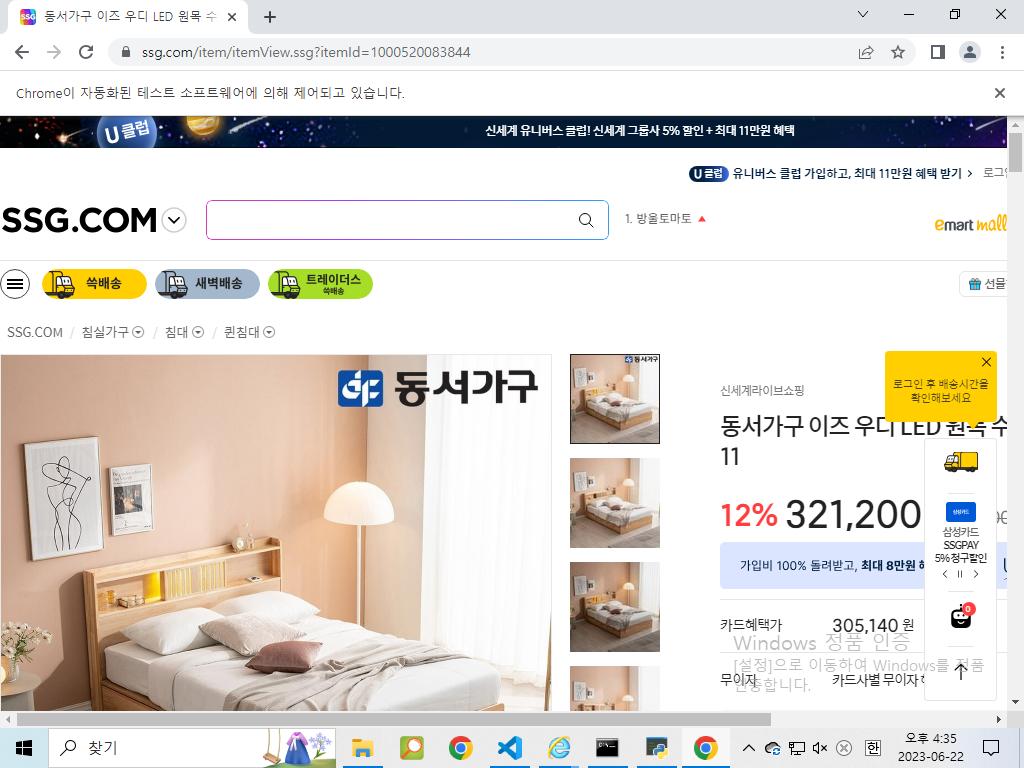 동서가구 이즈 우디 LED 원목 수
ssg.com/item/itemView.ssg?itemId=1000520083844
Chrome이 자동화된 테스트 소프트웨어에 의해 제어되고 있습니다.
U 클럽
신세계 유니버스 클럽! 신세계 그룹사 5% 할인 + 최대 11만원 혜택
U 클럽 유니버스 클럽 가입하고, 최대 11만원 혜택 받기 > 로그인
SSG.COM
1. 방울토마토
emart mall
쓱배송
새벽배송
트레이더스
쓱배송
선물
SSG.COM / 침실가구 / 침대 / 퀸침대
동서가구
동서가구
신세계라이브쇼핑
로그인 후 배송시간을
확인해보세요
동서가구 이즈 우디 LED 원목 수
11
12% 321,200
가입비 100% 돌려받고, 최대 8만원 혜
삼성카드
삼성카드
SSGPAY
5% 청구할인
카드혜택가 305,140 원
0
무이자 카드사별 무이자
Windows 정품 인증
[설정]으로 이동하여 Windows를 정품
인증합니다.
찾기
한
오후 4:35
2023-06-22